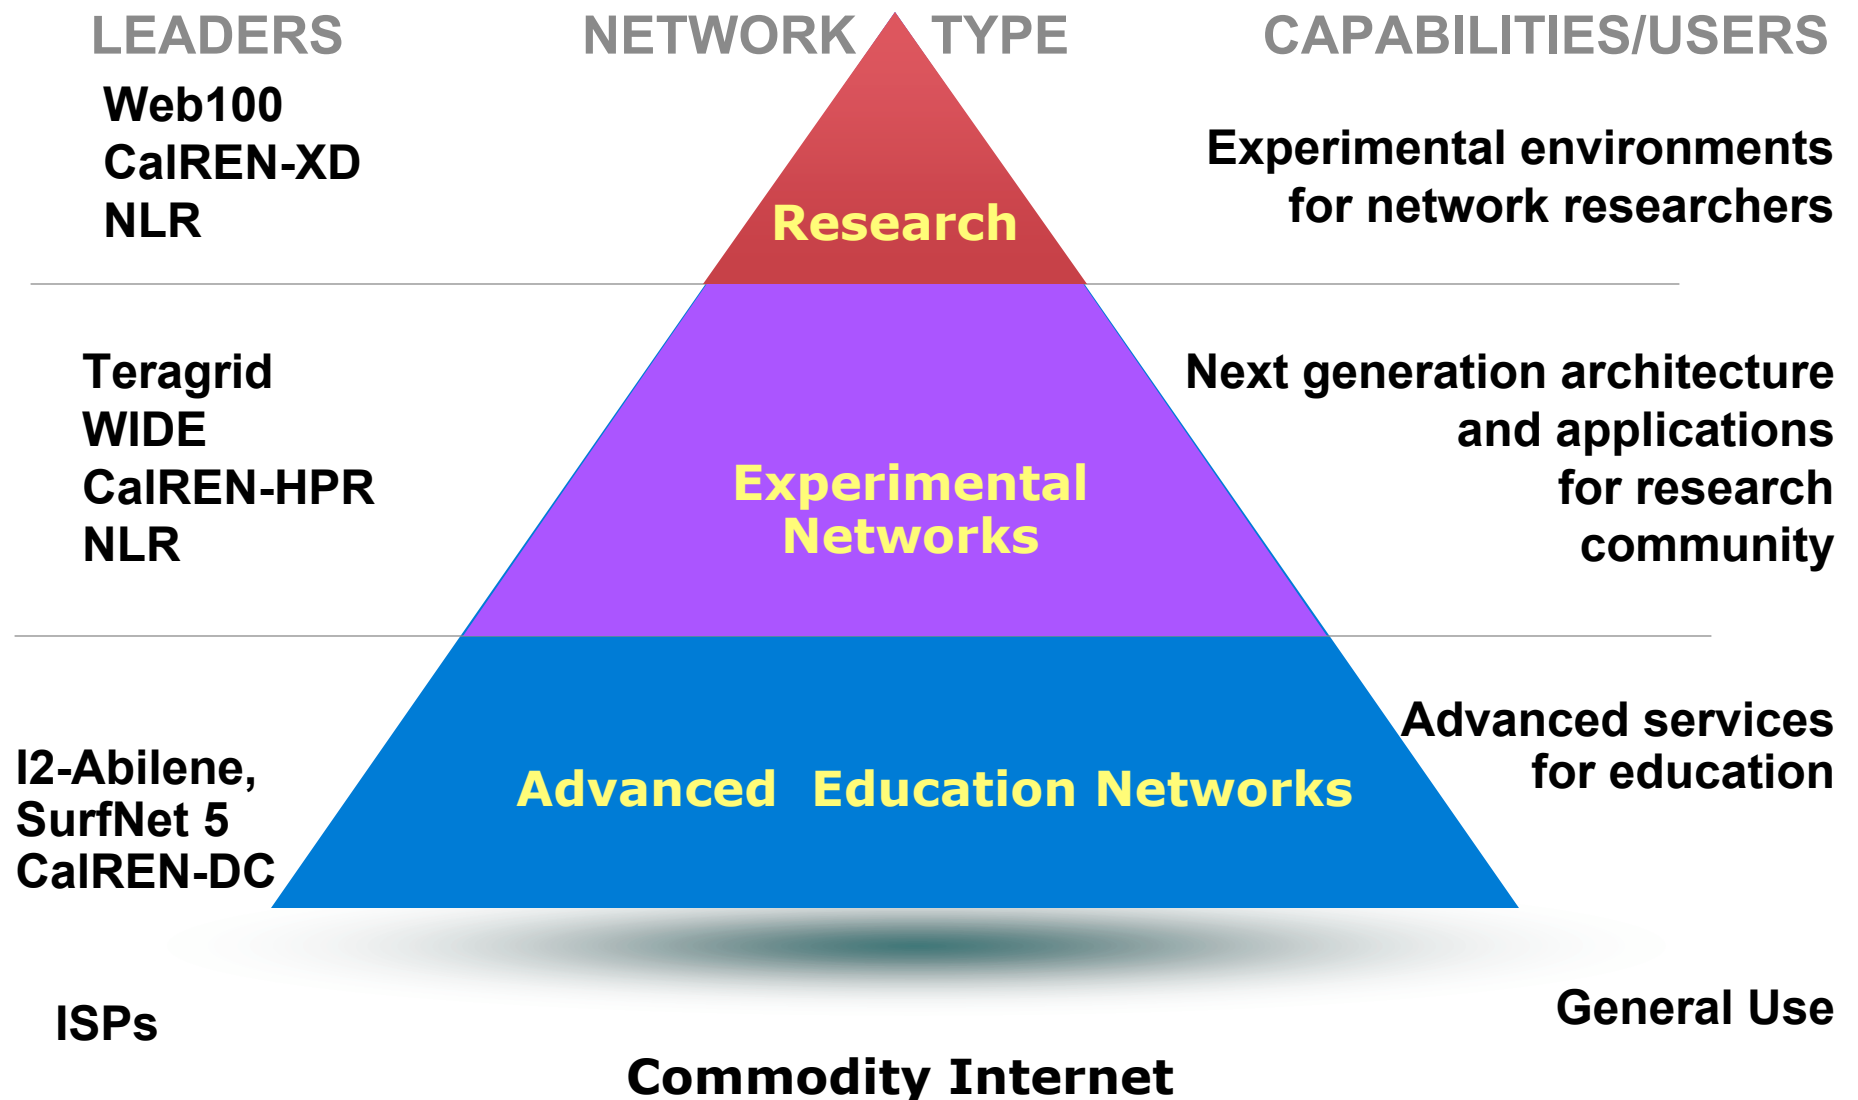 LEADERS
NETWORK TYPE
CAPABILITIES/USERS
Web100
CalREN-XD
NLR
Research
Experimental environments
for network researchers
Teragrid
WIDE
CalREN-HPR
NLR
Experimental
Networks
Next generation architecture
and applications
for research
community
I2-Abilene,
SurfNet 5
CalREN-DC
Advanced  Education Networks
Advanced services
for education
ISPs
Commodity Internet
General Use